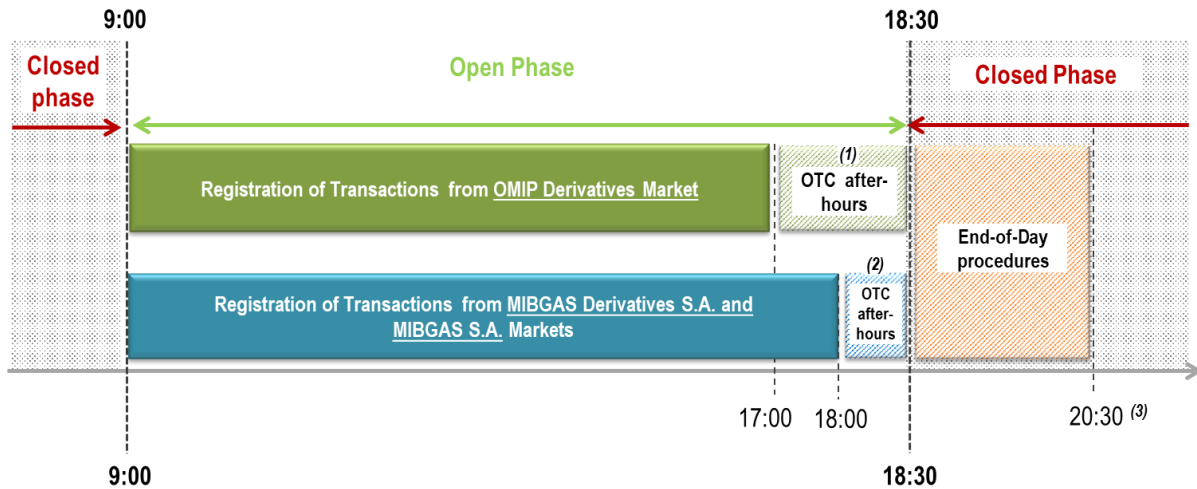 9:00
18:30
Closed
phase
Open Phase
Closed Phase
Registration of Transactions from OMIP Derivatives Market
(1)
OTC after-
hours
End-of-Day
procedures
Registration of Transactions from MIBGAS Derivatives S.A. and
MIBGAS S.A. Markets
(2)
OTC
after-
hours
17:00
18:00
20:30 (3)
9:00
18:30